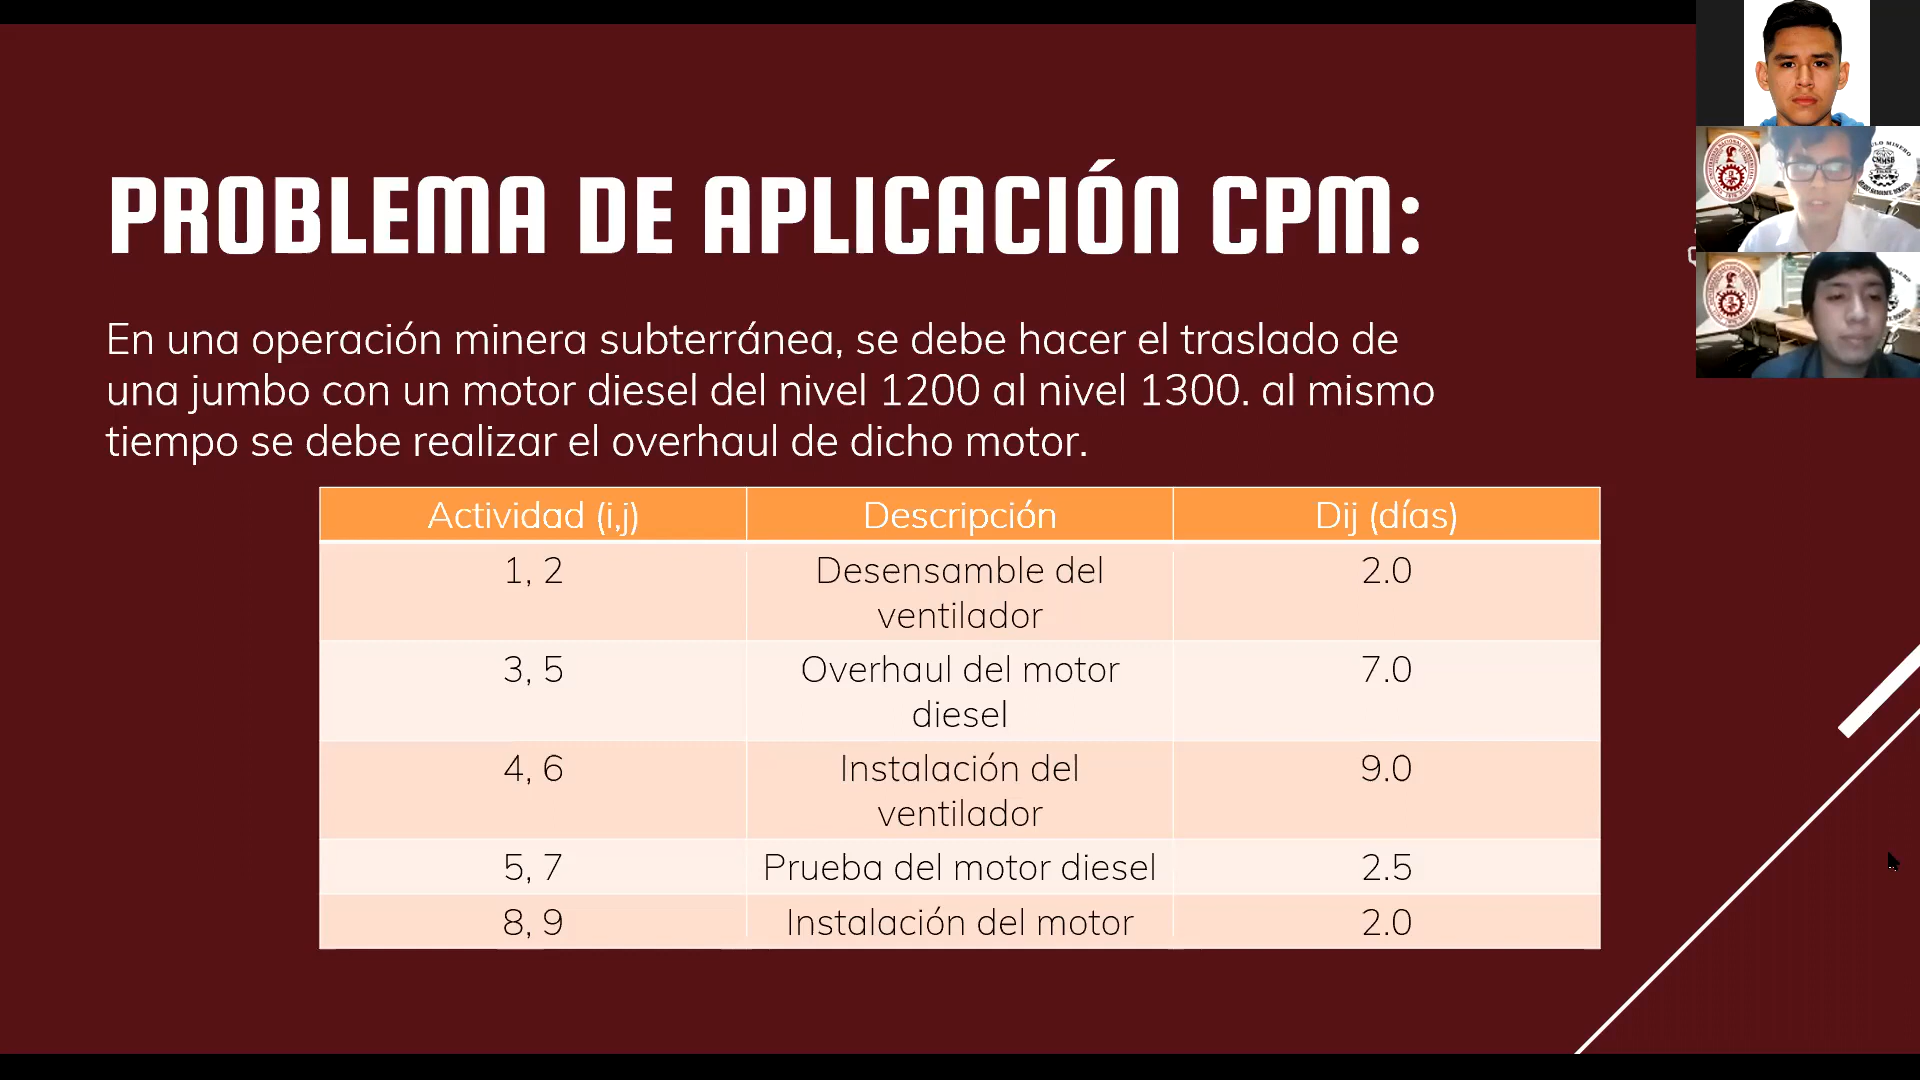 PROBLEMA DE APLICACIÓN CPM:
En una operación minera subterránea, se debe hacer el traslado de
una jumbo con un motor diesel del nivel 1200 al nivel 1300. al mismo
tiempo se debe realizar el overhaul de dicho motor.
Actividad (i,j) Descripción Dij (días)
1, 2 Desensamble del 2.0
ventilador
3, 5 Overhaul del motor 7.0
diesel
4, 6 Instalación del 9.0
ventilador
5, 7 Prueba del motor diesel 2.5
8, 9 Instalación del motor 2.0
CMMSB